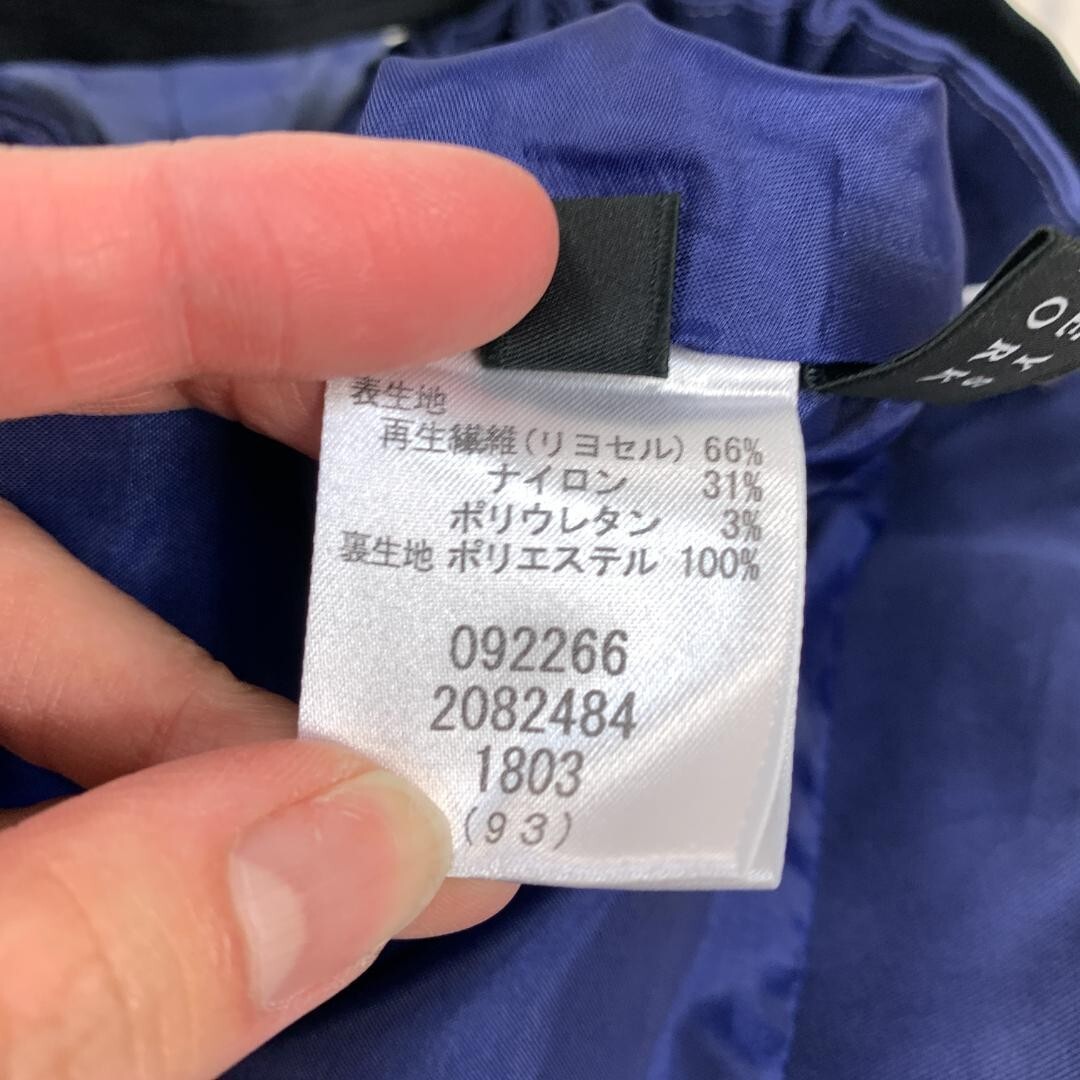 表生地
再生繊維(リヨセル) 66%
ナイロン 31%
ポリウレタン 3%
裏生地 ポリエステル 100%
092266
2082484
1803
(93)
ORK